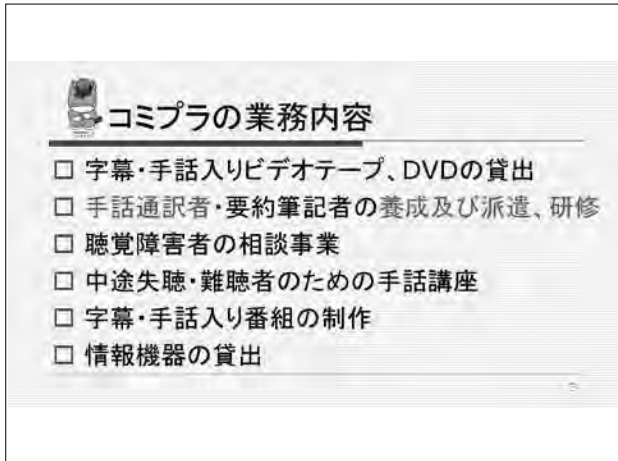 コミプラの業務内容
□ 字幕・手話入りビデオテープ、DVDの貸出
□ 手話通訳者・要約筆記者の養成及び派遣、研修
□ 聴覚障害者の相談事業
□ 中途失聴・難聴者のための手話講座
□ 字幕・手話入り番組の制作
□ 情報機器の貸出